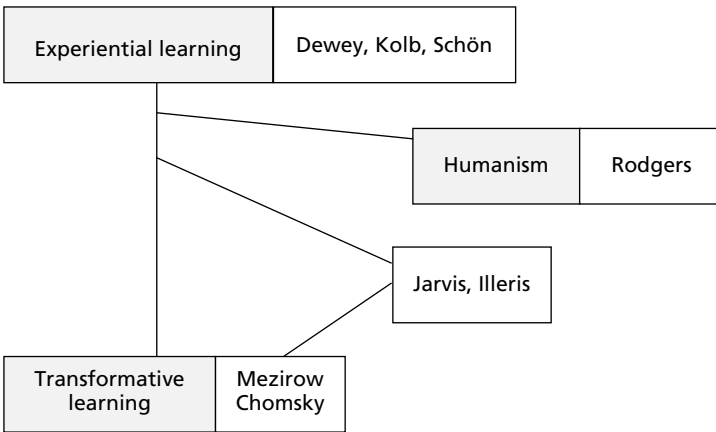 Experiential learning
Dewey, Kolb, Schön
Humanism
Rodgers
Jarvis, Illeris
Transformative
learning
Mezirow
Chomsky